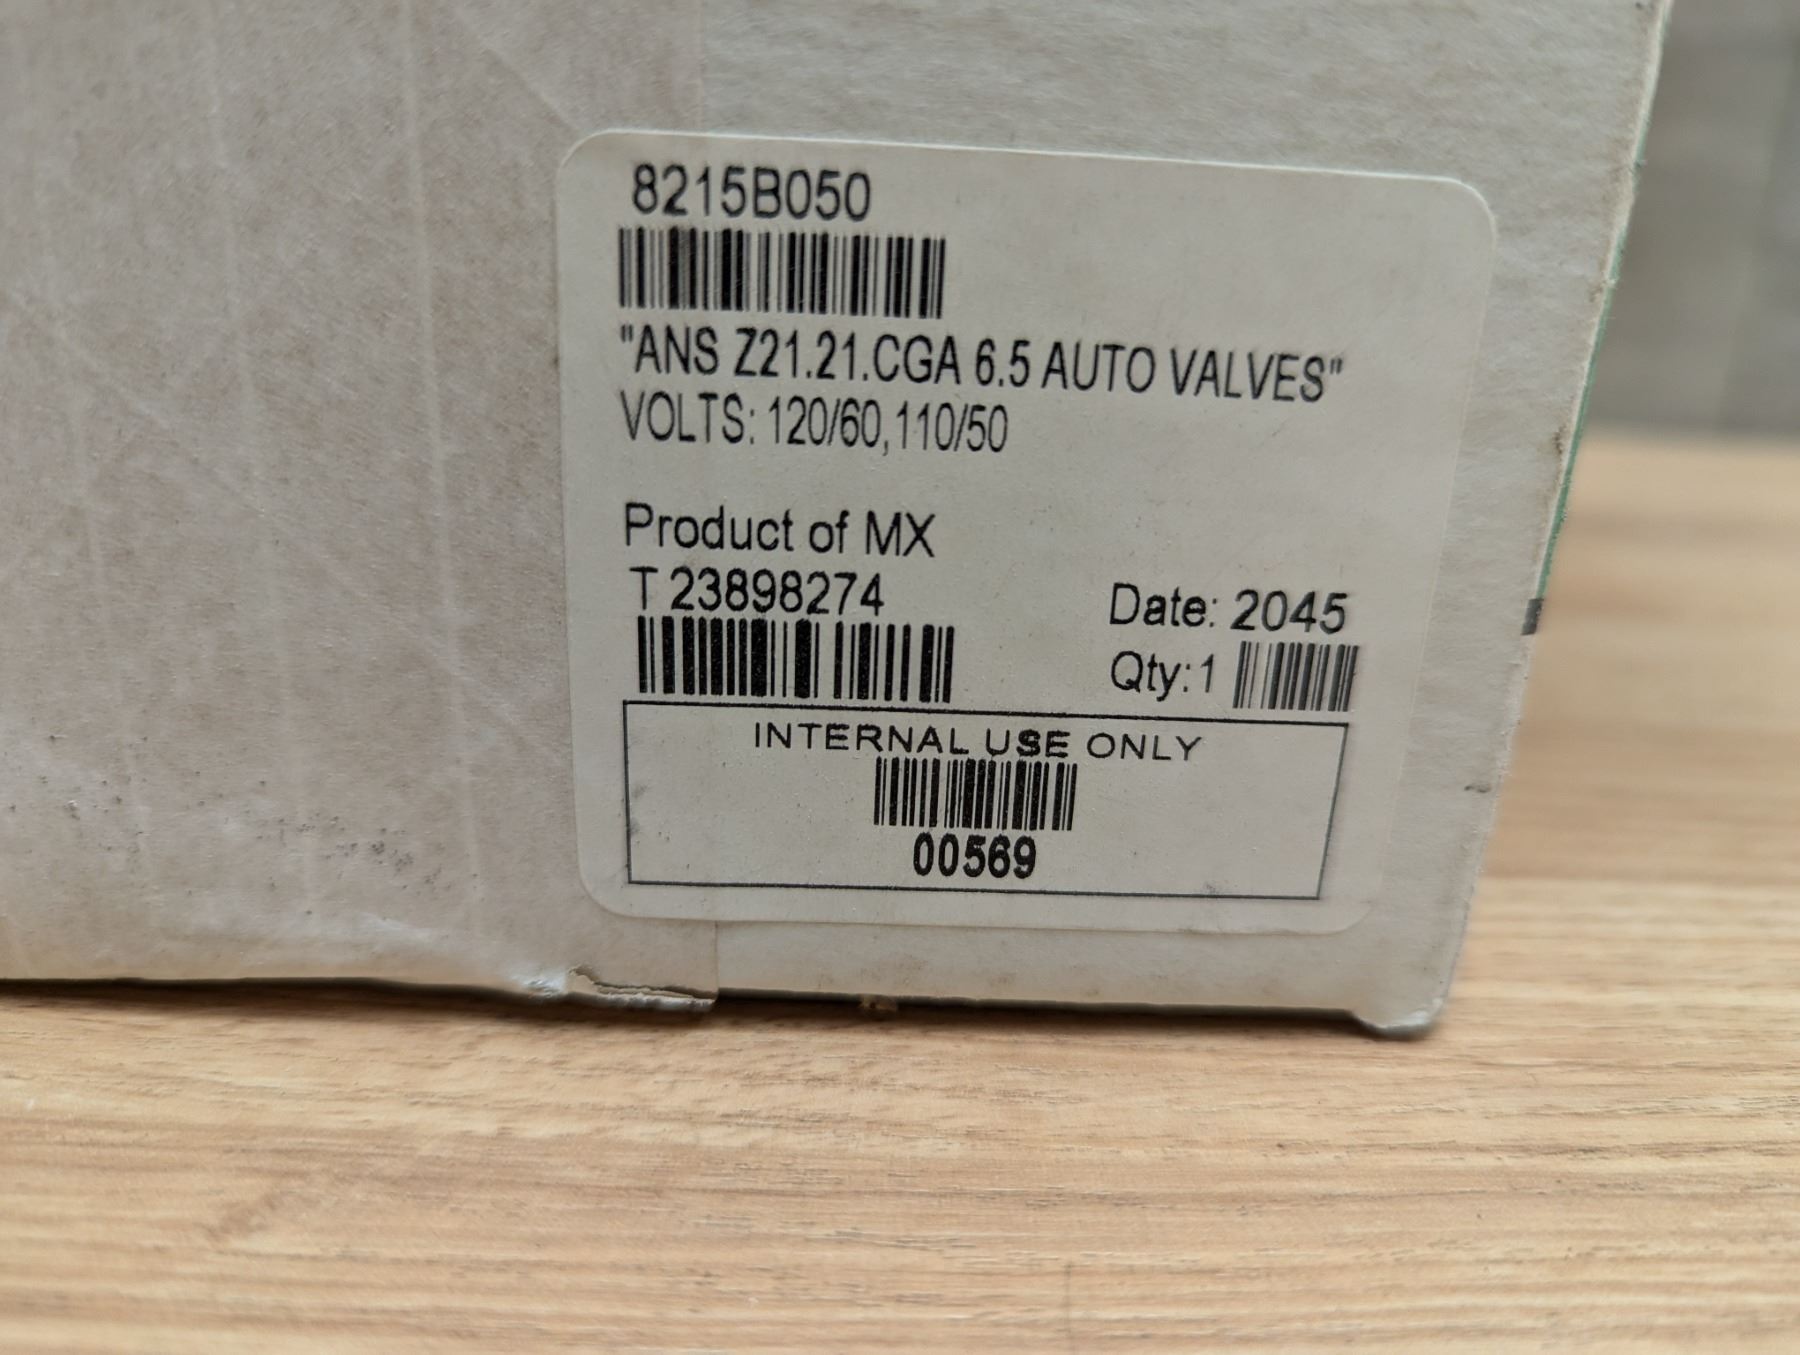 8215B050
"ANS Z21.21.CGA 6.5 AUTO VALVES"
VOLTS: 120/60,110/50
Product of MX
T 23898274
Date: 2045
Qty:1
INTERNAL USE ONLY
00569